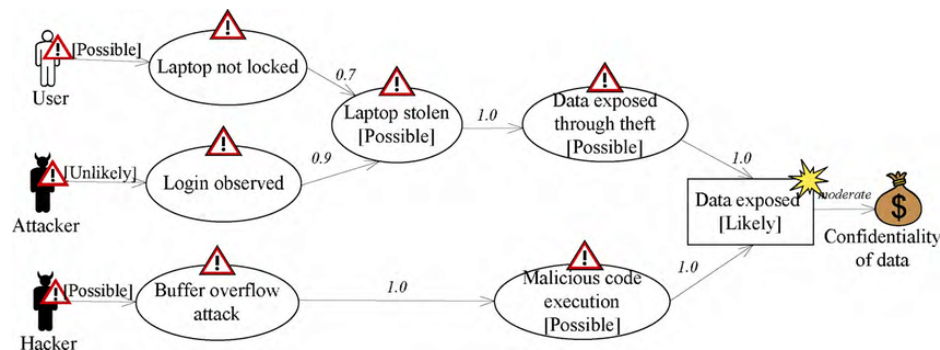 [Possible]
Laptop not locked
User
0.7
Laptop stolen
[Possible]
1.0
Data exposed
through theft
[Possible]
[Unlikely]
Login observed
0.9
Attacker
1.0
Data exposed
[Likely]
moderate
$
Confidentiality
of data
[Possible]
Buffer overflow
attack
1.0
Malicious code
execution
[Possible]
1.0
Hacker